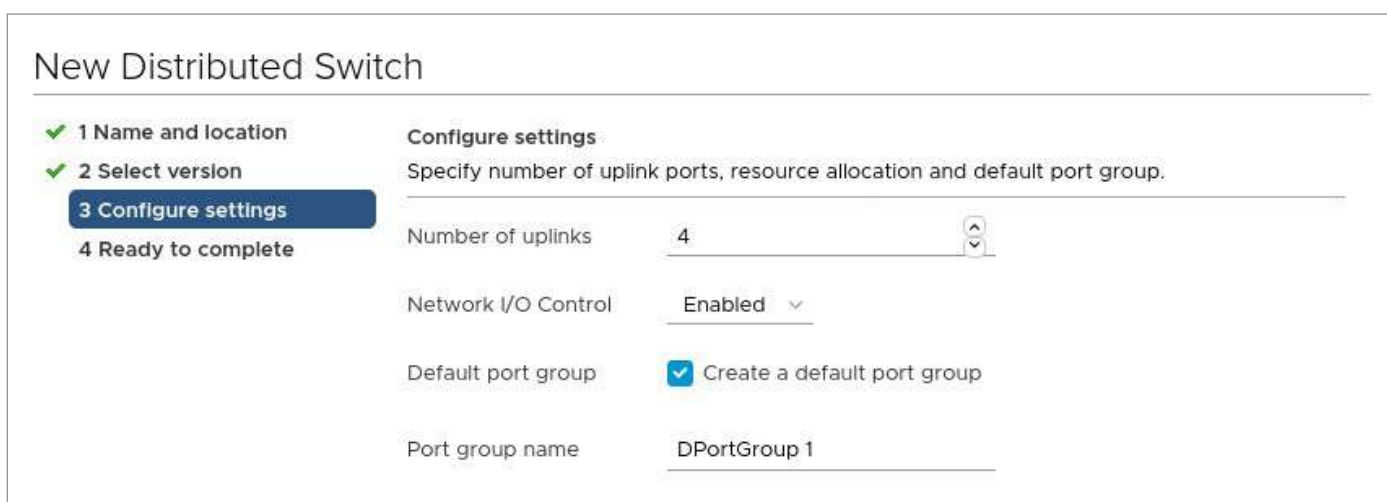 New Distributed Switch
1 Name and location
2 Select version
3 Configure settings
4 Ready to complete
Configure settings
Specify number of uplink ports, resource allocation and default port group.
Number of uplinks 4
Network I/O Control Enabled
Default port group Create a default port group
Port group name DPortGroup 1